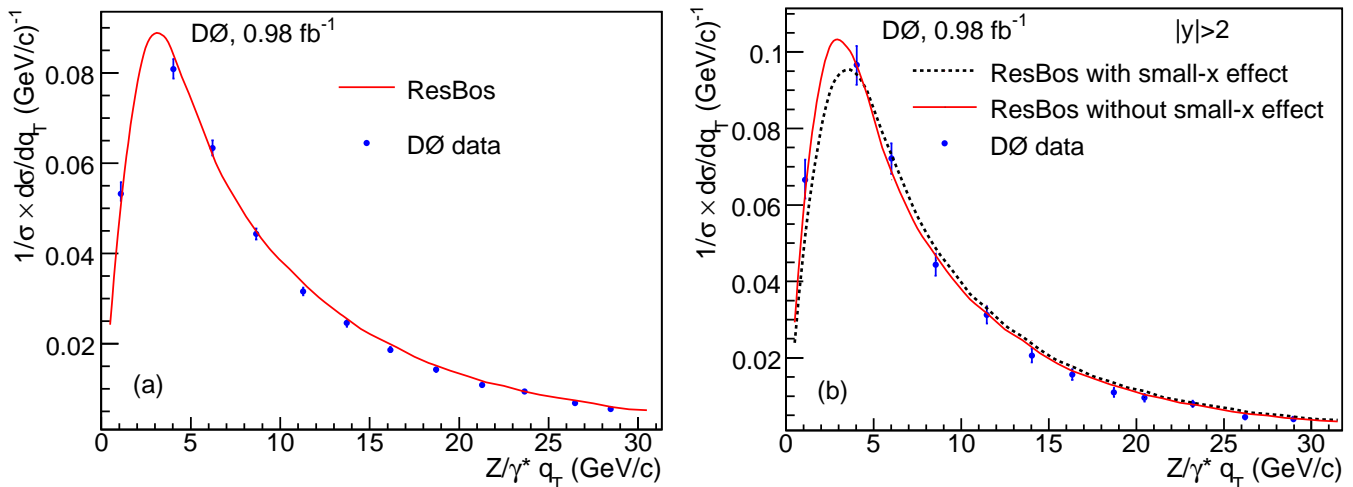 DØ, 0.98 fb⁻¹
ResBos
DØ data
(a)
1/σ × dσ/dq_T (GeV/c)⁻¹
0.08
0.06
0.04
0.02
0 5 10 15 20 25 30
Z/γ* q_T (GeV/c)
DØ, 0.98 fb⁻¹ |y|>2
ResBos with small-x effect
ResBos without small-x effect
DØ data
(b)
1/σ × dσ/dq_T (GeV/c)⁻¹
0.1
0.08
0.06
0.04
0.02
0 5 10 15 20 25 30
Z/γ* q_T (GeV/c)